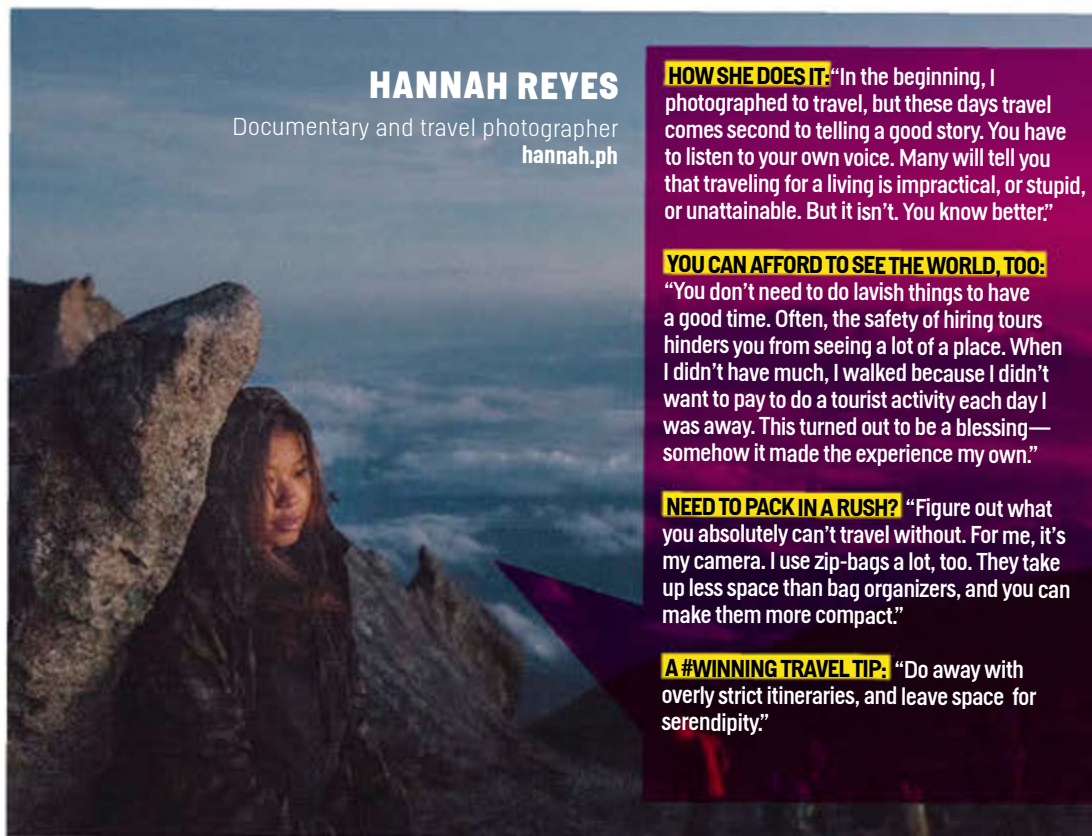 HANNAH REYES
Documentary and travel photographer
hannah.ph
HOW SHE DOES IT: “In the beginning, I
photographed to travel, but these days travel
comes second to telling a good story. You have
to listen to your own voice. Many will tell you
that traveling for a living is impractical, or stupid,
or unattainable. But it isn’t. You know better.”
YOU CAN AFFORD TO SEE THE WORLD, TOO:
“You don’t need to do lavish things to have
a good time. Often, the safety of hiring tours
hinders you from seeing a lot of a place. When
I didn’t have much, I walked because I didn’t
want to pay to do a tourist activity each day I
was away. This turned out to be a blessing—
somehow it made the experience my own.”
NEED TO PACK IN A RUSH? “Figure out what
you absolutely can’t travel without. For me, it’s
my camera. I use zip-bags a lot, too. They take
up less space than bag organizers, and you can
make them more compact.”
A #WINNING TRAVEL TIP: “Do away with
overly strict itineraries, and leave space for
serendipity.”